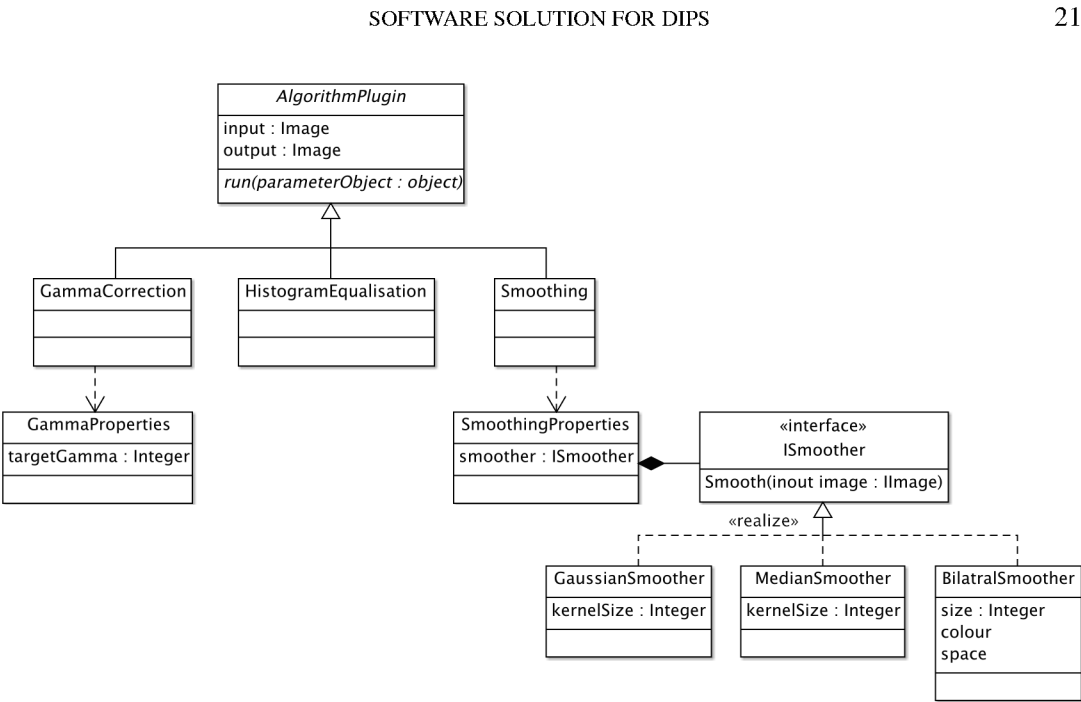 SOFTWARE SOLUTION FOR DIPS
21
AlgorithmPlugin
input : Image
output : Image
run(parameterObject : object)
GammaCorrection
HistogramEqualisation
Smoothing
GammaProperties
targetGamma : Integer
SmoothingProperties
smoother : ISmoother
«interface»
ISmoother
Smooth(inout image : IImage)
«realize»
GaussianSmoother
kernelSize : Integer
MedianSmoother
kernelSize : Integer
BilatralSmoother
size : Integer
colour
space